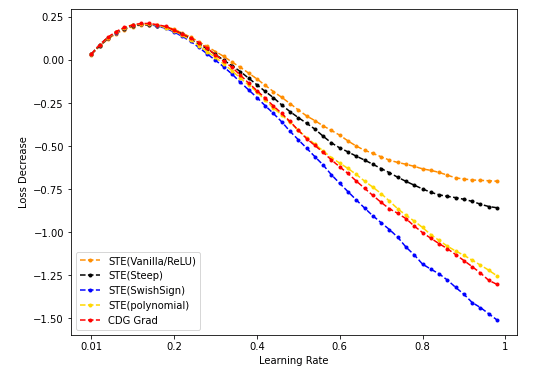 0.25
0.00
−0.25
−0.50
−0.75
−1.00
−1.25
−1.50
Loss Decrease
STE(Vanilla/ReLU)
STE(Steep)
STE(SwishSign)
STE(polynomial)
CDG Grad
0.01 0.2 0.4 0.6 0.8 1
Learning Rate